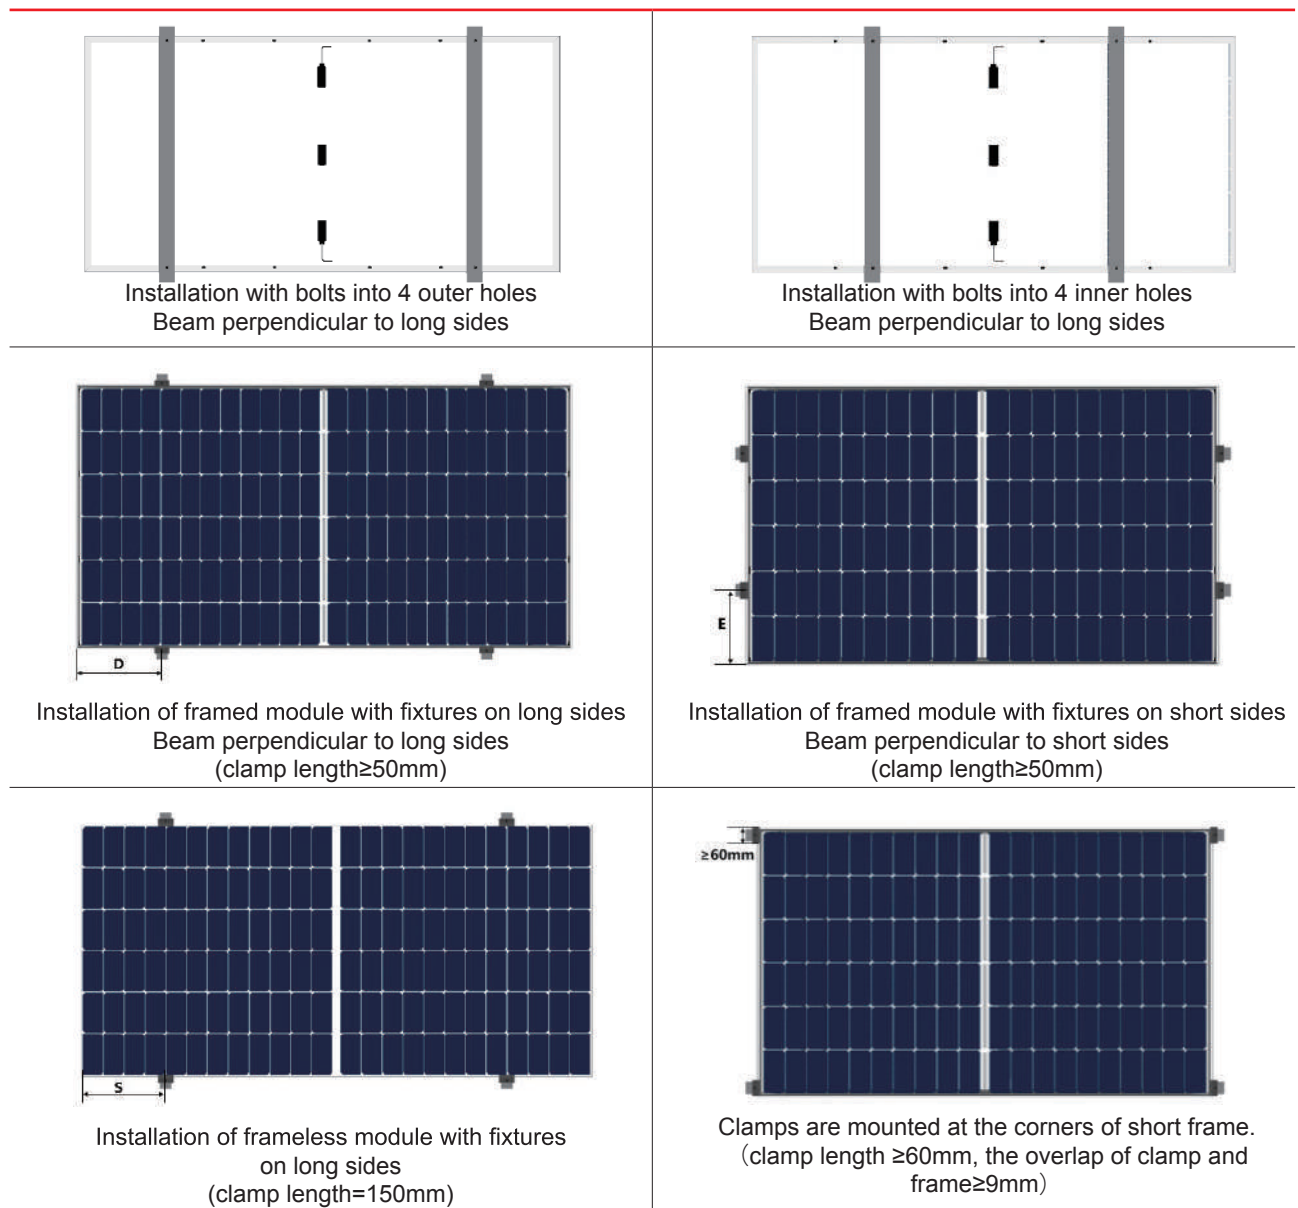 Installation with bolts into 4 outer holes
Beam perpendicular to long sides
Installation with bolts into 4 inner holes
Beam perpendicular to long sides
D
Installation of framed module with fixtures on long sides
Beam perpendicular to long sides
(clamp length≥50mm)
E
Installation of framed module with fixtures on short sides
Beam perpendicular to short sides
(clamp length≥50mm)
S
Installation of frameless module with fixtures
on long sides
(clamp length=150mm)
≥60mm
Clamps are mounted at the corners of short frame.
（clamp length ≥60mm, the overlap of clamp and
frame≥9mm）